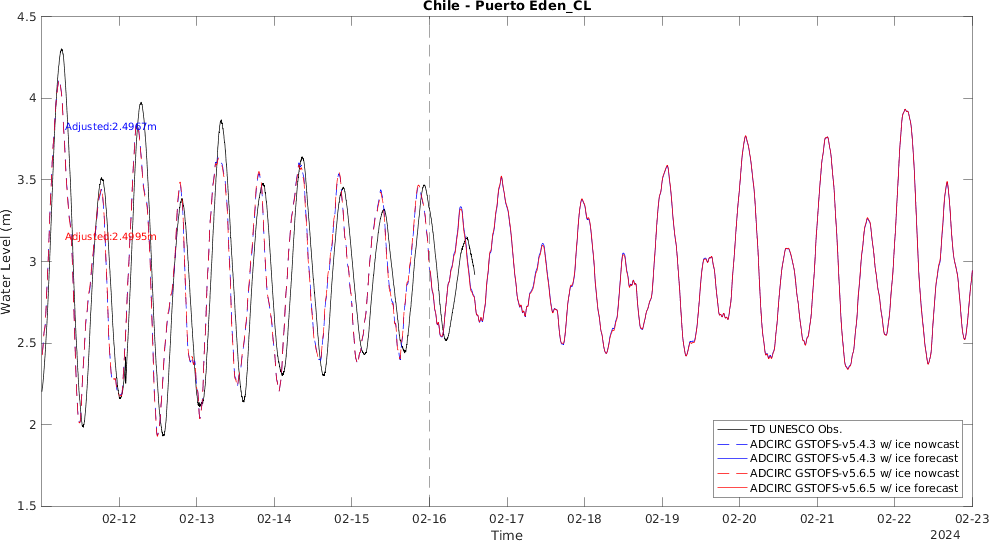 Chile - Puerto Eden_CL
4.5
4
3.5
3
2.5
2
1.5
Water Level (m)
Adjusted:2.4967m
Adjusted:2.4995m
TD UNESCO Obs.
ADCIRC GSTOFS-v5.4.3 w/ ice nowcast
ADCIRC GSTOFS-v5.4.3 w/ ice forecast
ADCIRC GSTOFS-v5.6.5 w/ ice nowcast
ADCIRC GSTOFS-v5.6.5 w/ ice forecast
02-12 02-13 02-14 02-15 02-16 02-17 02-18 02-19 02-20 02-21 02-22 02-23
Time
2024